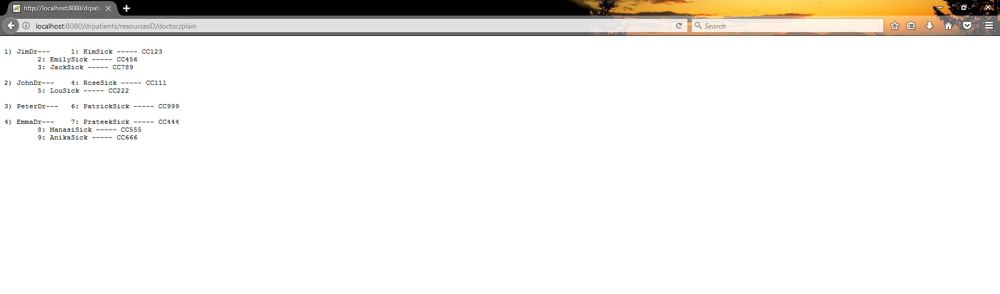 http://localhost:8080/drpatie
localhost:8080/drpatients/resourcesD/doctor/plain
Search
1) JimDr---     1: KimSick ----- CC123
        2: EmilySick ----- CC456
        3: JackSick ----- CC789
2) JohnDr---    4: RoseSick ----- CC111
        5: LouSick ----- CC222
3) PeterDr---   6: PatrickSick ----- CC999
4) EmmaDr---    7: PrateekSick ----- CC444
        8: ManasiSick ----- CC555
        9: AnikaSick ----- CC666